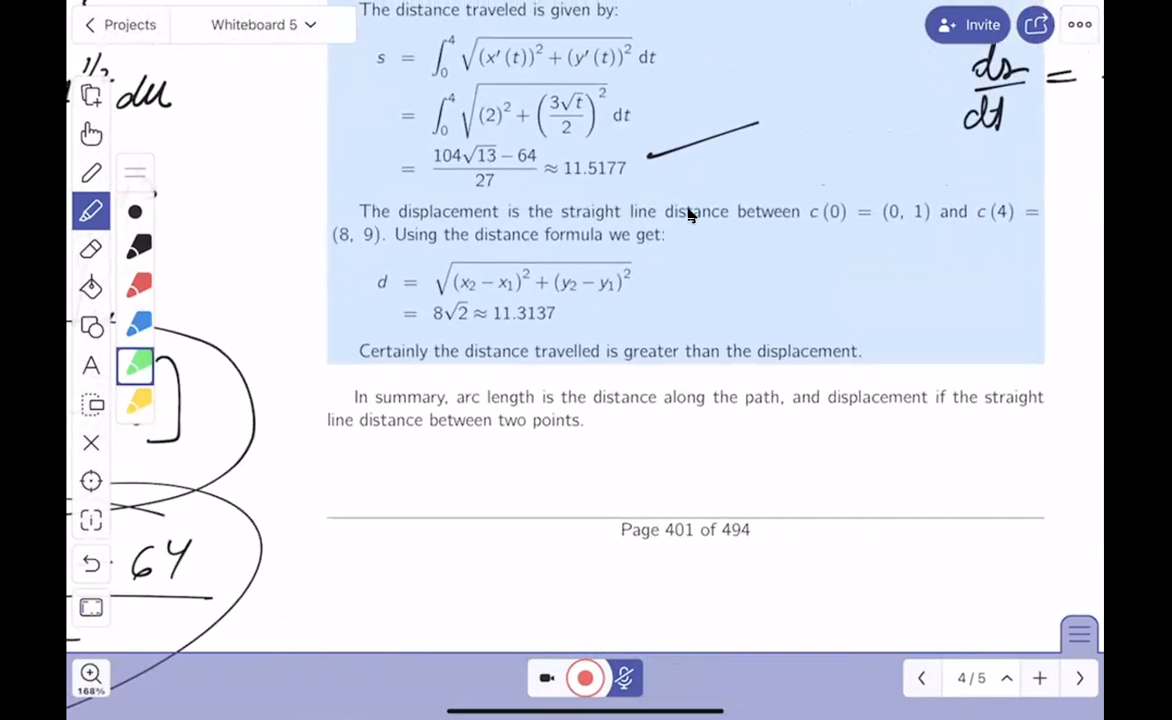 Projects
Whiteboard 5
Invite
The distance traveled is given by:
s = ∫₀⁴ √((x′(t))² + (y′(t))²) dt
= ∫₀⁴ √((2)² + (3√t/2)²) dt
= (104√13 − 64)/27 ≈ 11.5177
The displacement is the straight line distance between c (0) = (0, 1) and c (4) =
(8, 9). Using the distance formula we get:
d = √((x₂ − x₁)² + (y₂ − y₁)²)
= 8√2 ≈ 11.3137
Certainly the distance travelled is greater than the displacement.
In summary, arc length is the distance along the path, and displacement if the straight
line distance between two points.
Page 401 of 494
1/2 du
ds/dt =
]
64
A
168%
4/5